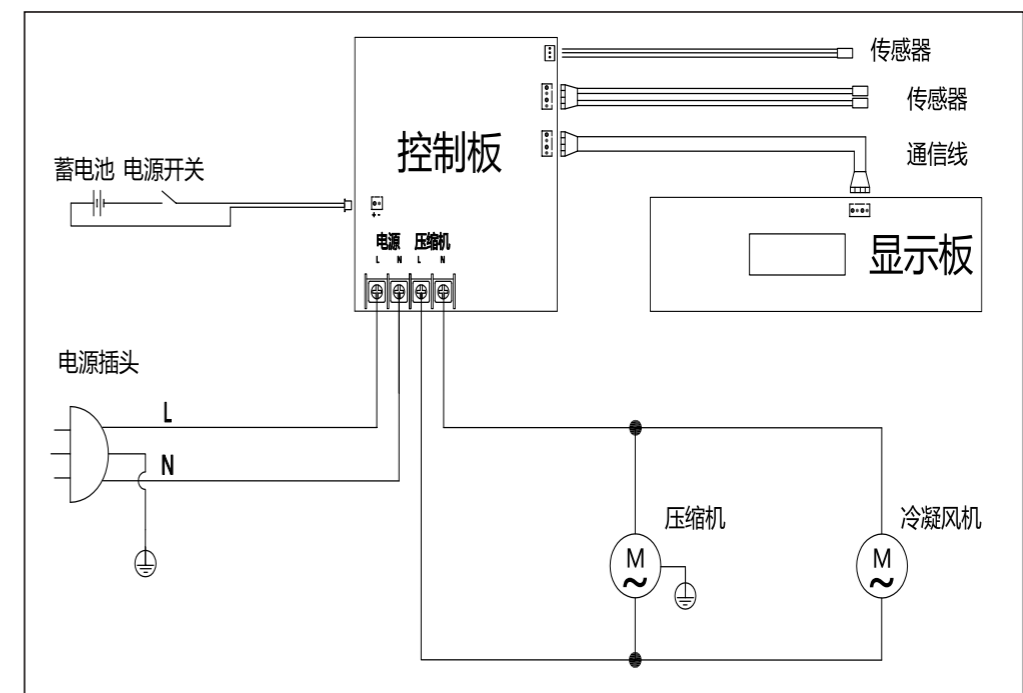 传感器
传感器
控制板
通信线
蓄电池 电源开关
+ -
显示板
电源 压缩机
L N L N
电源插头
L
N
压缩机
冷凝风机
M
~
M
~